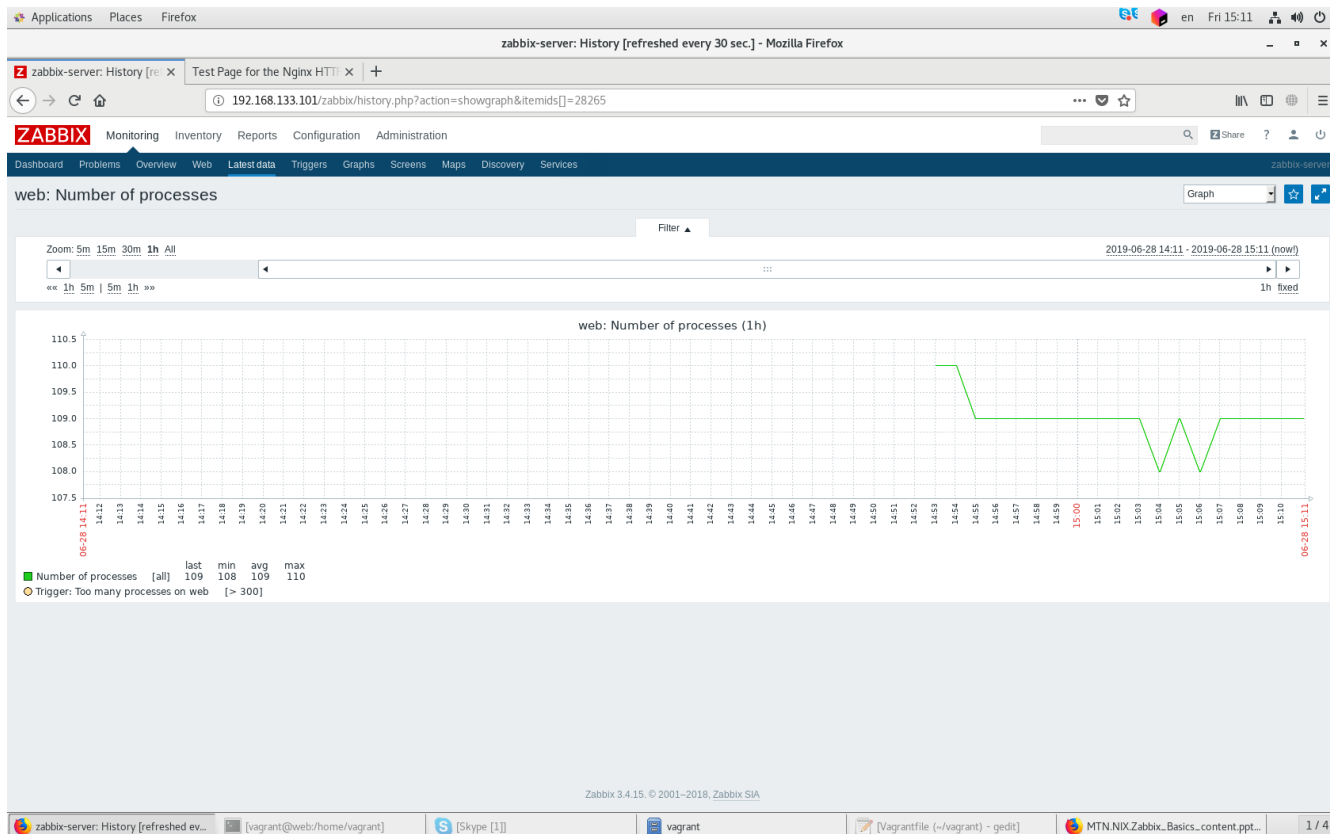 Applications Places Firefox en Fri 15:11
zabbix-server: History [refreshed every 30 sec.] - Mozilla Firefox
Z zabbix-server: History [re Test Page for the Nginx HTT
192.168.133.101/zabbix/history.php?action=showgraph&itemids[]=28265
ZABBIX Monitoring Inventory Reports Configuration Administration Z Share ?
Dashboard Problems Overview Web Latest data Triggers Graphs Screens Maps Discovery Services zabbix-server
web: Number of processes Graph
Filter
Zoom: 5m 15m 30m 1h All 2019-06-28 14:11 - 2019-06-28 15:11 (now!)
«« 1h 5m | 5m 1h »» 1h fixed
web: Number of processes (1h)
110.5
110.0
109.5
109.0
108.5
108.0
107.5
06-28 14:11 14:12 14:13 14:14 14:15 14:16 14:17 14:18 14:19 14:20 14:21 14:22 14:23 14:24 14:25 14:26 14:27 14:28 14:29 14:30 14:31 14:32 14:33 14:34 14:35 14:36 14:37 14:38 14:39 14:40 14:41 14:42 14:43 14:44 14:45 14:46 14:47 14:48 14:49 14:50 14:51 14:52 14:53 14:54 14:55 14:56 14:57 14:58 14:59 15:00 15:01 15:02 15:03 15:04 15:05 15:06 15:07 15:08 15:09 15:10 06-28 15:11
last min avg max
Number of processes [all] 109 108 109 110
Trigger: Too many processes on web [> 300]
Zabbix 3.4.15. © 2001–2018, Zabbix SIA
zabbix-server: History [refreshed ev... [vagrant@web:/home/vagrant] [Skype [1]] vagrant [Vagrantfile (~/vagrant) - gedit] MTN.NIX.Zabbix_Basics_content.ppt... 1 / 4